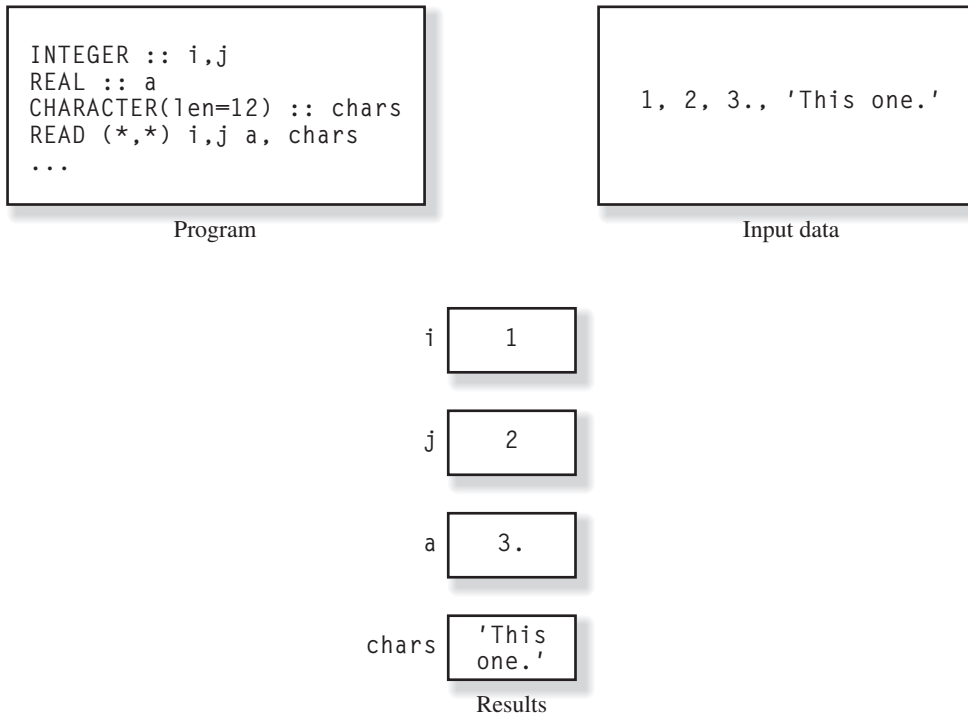 INTEGER :: i,j
REAL :: a
CHARACTER(len=12) :: chars
READ (*,*) i,j a, chars
...
Program
1, 2, 3., 'This one.'
Input data
i 1
j 2
a 3.
chars 'This
one.'
Results